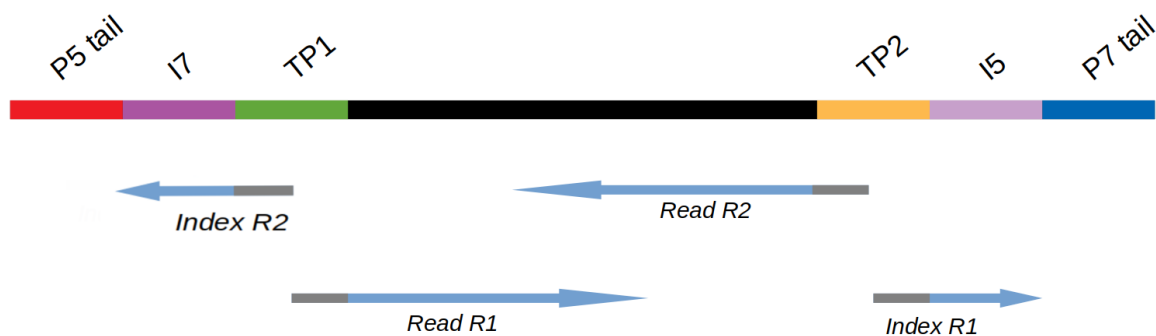 P5 tail
I7
TP1
TP2
I5
P7 tail
Index R2
Read R2
Read R1
Index R1